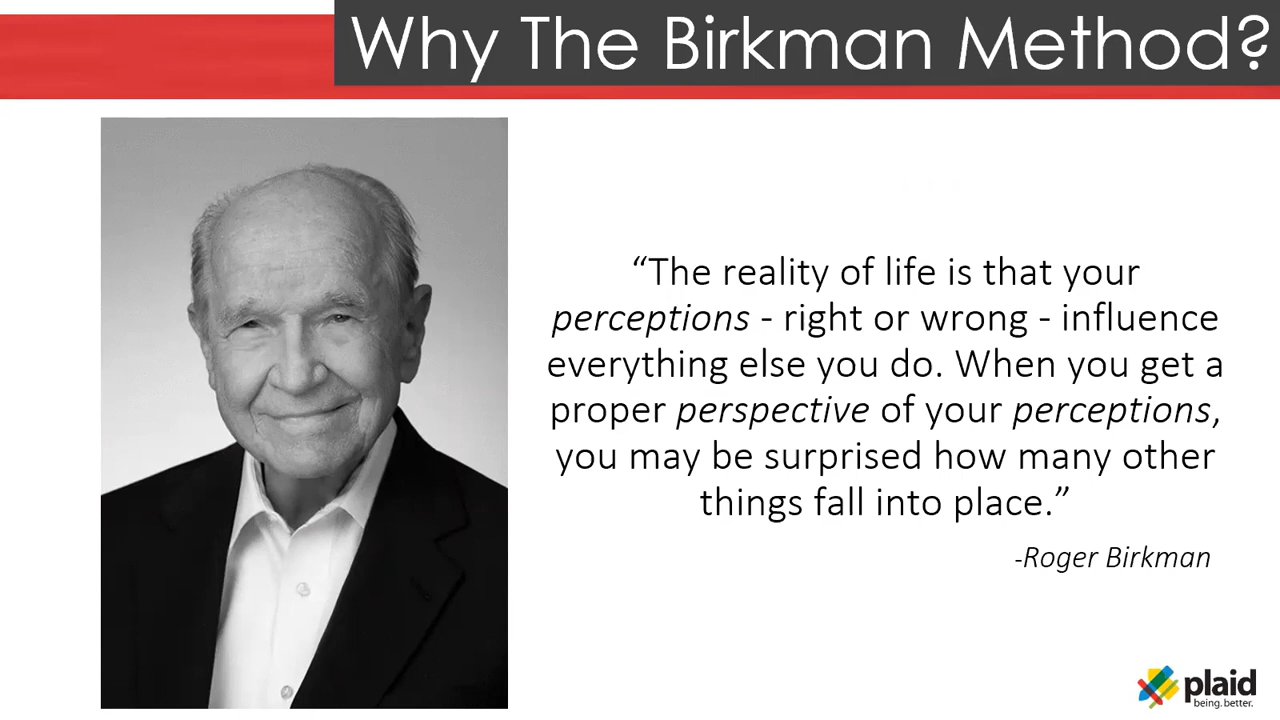 Why The Birkman Method?
“The reality of life is that your
perceptions - right or wrong - influence
everything else you do. When you get a
proper perspective of your perceptions,
you may be surprised how many other
things fall into place.”
-Roger Birkman
plaid
being. better.